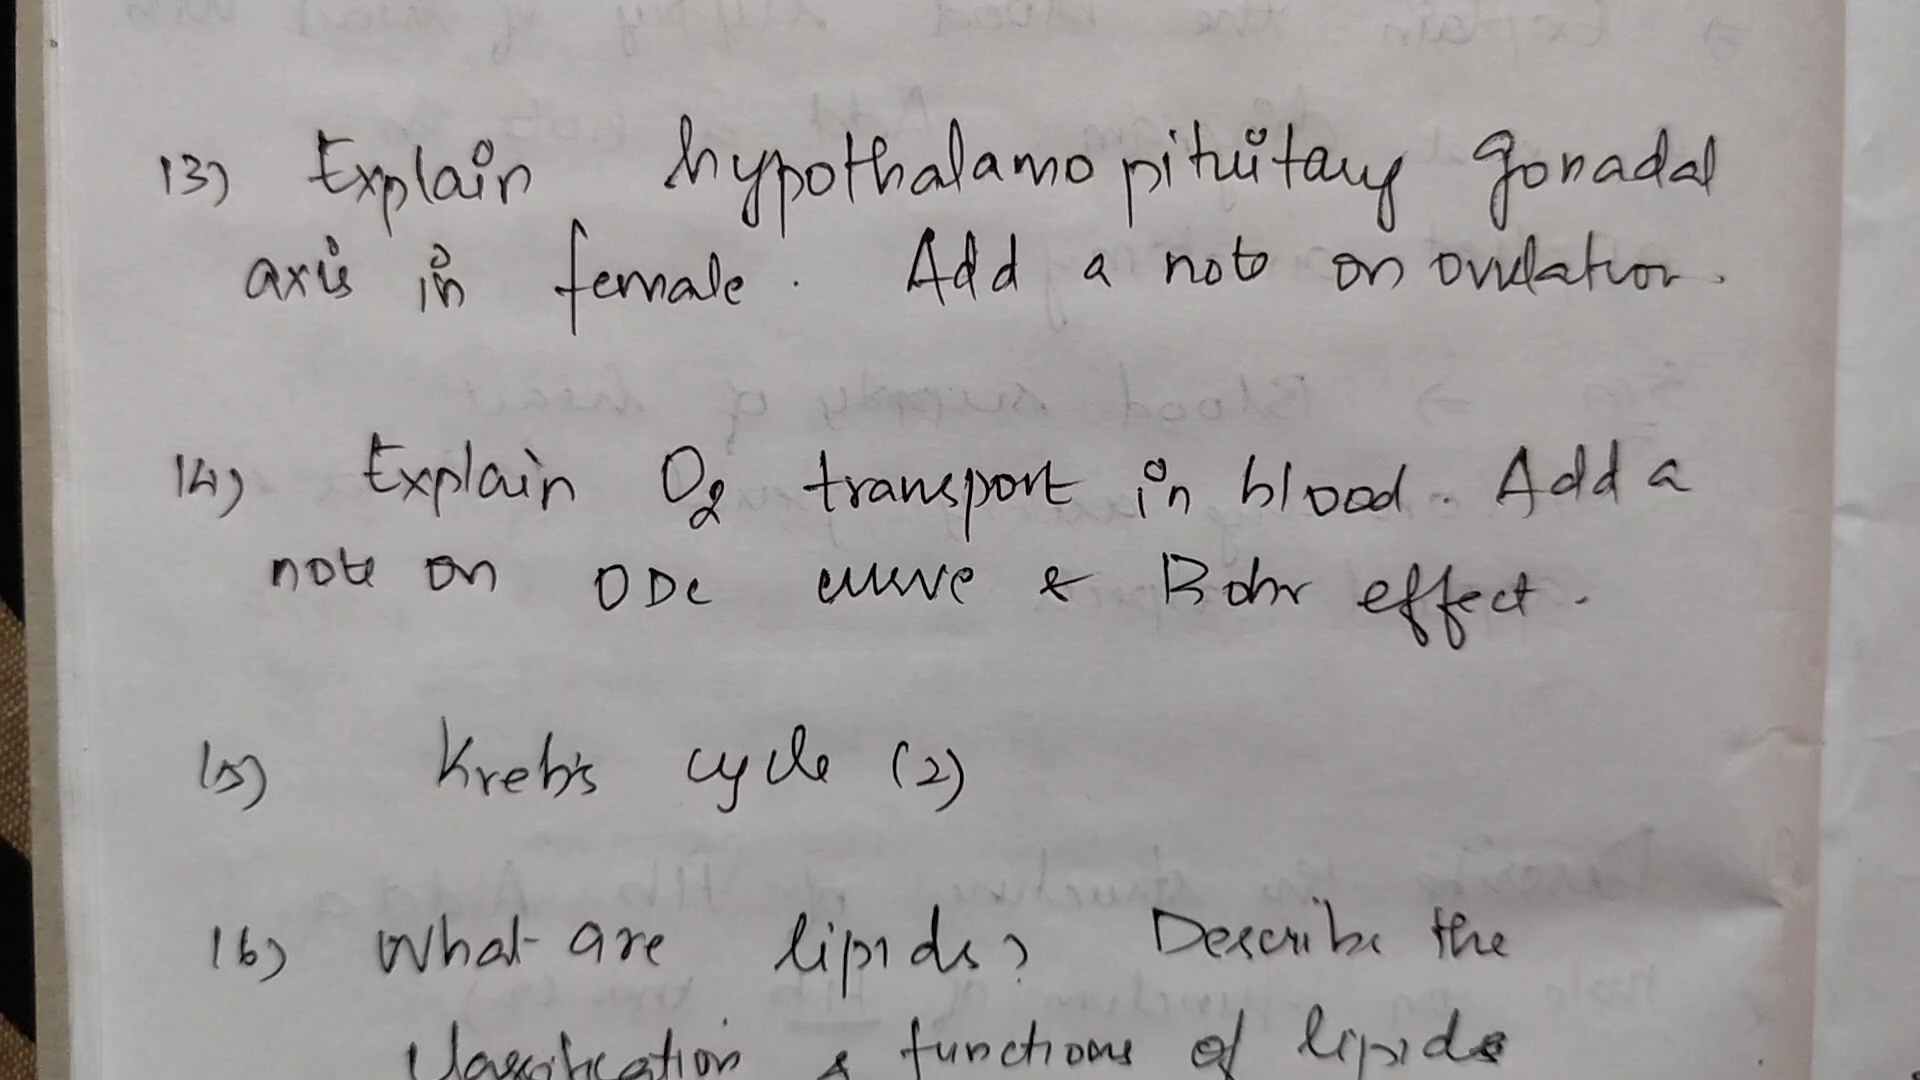 13) Explain hypothalamo pituitary gonadal
axis in female. Add a note on ovulation.
14) Explain O2 transport in blood. Add a
note on ODC curve & Bohr effect.
15) Kreb's cycle (2)
16) What are lipids? Describe the
classification & functions of lipids